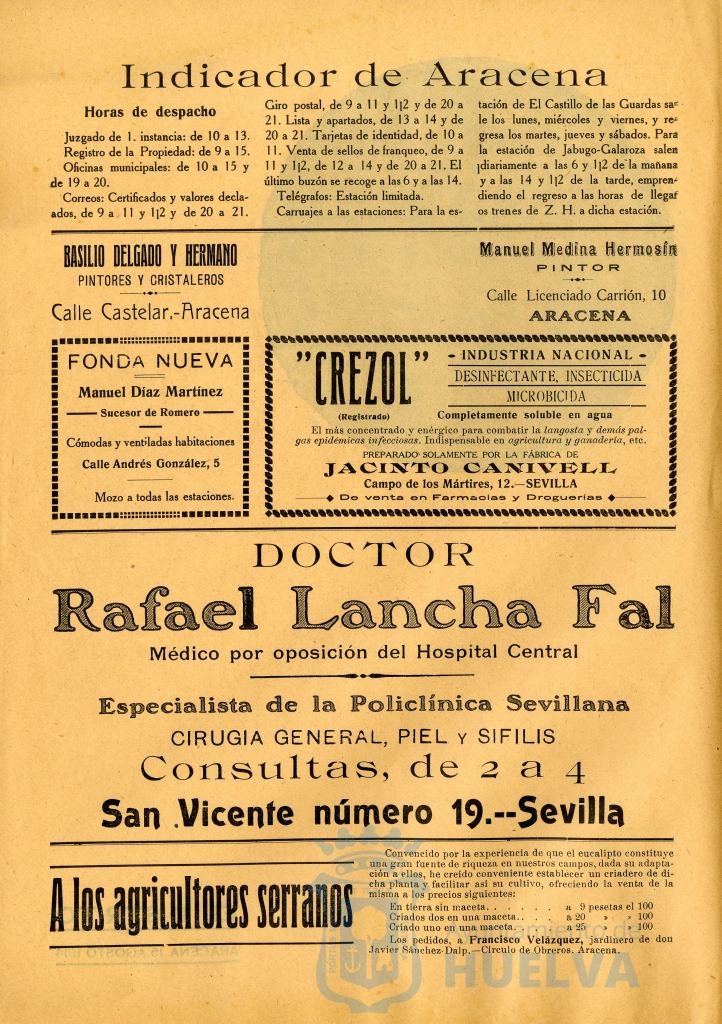 Indicador de Aracena
Horas de despacho
Juzgado de 1. instancia: de 10 a 13.
Registro de la Propiedad: de 9 a 15.
Oficinas municipales: de 10 a 15 y
de 19 a 20.
Correos: Certificados y valores decla-
ados, de 9 a 11 y 1|2 y de 20 a 21.
Giro postal, de 9 a 11 y 1|2 y de 20 a
21. Lista y apartados, de 13 a 14 y de
20 a 21. Tarjetas de identidad, de 10 a
11. Venta de sellos de franqueo, de 9 a
11 y 1|2, de 12 a 14 y de 20 a 21. El
último buzón se recoge a las 6 y a las 14.
Telégrafos: Estación limitada.
Carruajes a las estaciones: Para la es-
tación de El Castillo de las Guardas sa-
le los lunes, miércoles y viernes, y re-
gresa los martes, jueves y sábados. Para
la estación de Jabugo-Galaroza salen
diariamente a las 6 y 1|2 de la mañana
y a las 14 y 1|2 de la tarde, empren-
diendo el regreso a las horas de llegar
os trenes de Z. H. a dicha estación.
BASILIO DELGADO Y HERMANO
PINTORES Y CRISTALEROS
Calle Castelar.-Aracena
Manuel Medina Hermosín
PINTOR
Calle Licenciado Carrión, 10
ARACENA
FONDA NUEVA
Manuel Díaz Martínez
Sucesor de Romero
Cómodas y ventiladas habitaciones
Calle Andrés González, 5
Mozo a todas las estaciones.
"CREZOL"
(Registrado)
- INDUSTRIA NACIONAL -
DESINFECTANTE, INSECTICIDA
MICROBICIDA
Completamente soluble en agua
El más concentrado y enérgico para combatir la langosta y demás pal-
gas epidémicas infecciosas. Indispensable en agricultura y ganadería, etc.
PREPARADO SOLAMENTE POR LA FÁBRICA DE
JACINTO CANIVELL
Campo de los Mártires, 12.—SEVILLA
De venta en Farmacias y Droguerías
DOCTOR
Rafael Lancha Fal
Médico por oposición del Hospital Central
Especialista de la Policlínica Sevillana
CIRUGIA GENERAL, PIEL Y SIFILIS
Consultas, de 2 a 4
San Vicente número 19.--Sevilla
A los agricultores serranos
Convencido por la experiencia de que el eucalipto constituye
una gran fuente de riqueza en nuestros campos, dada su adapta-
ción a ellos, he creído conveniente establecer un criadero de di-
cha planta y facilitar así su cultivo, ofreciendo la venta de la
misma a los precios siguientes:
En tierra sin maceta. . . . . . a 9 pesetas el 100
Criados dos en una maceta. . . . a 20 » » 100
Criado uno en una maceta. . . . a 25 » » 100
Los pedidos, a Francisco Velázquez, jardinero de don
Javier Sánchez-Dalp.—Círculo de Obreros. Aracena.
Ayuntamiento de
HUELVA